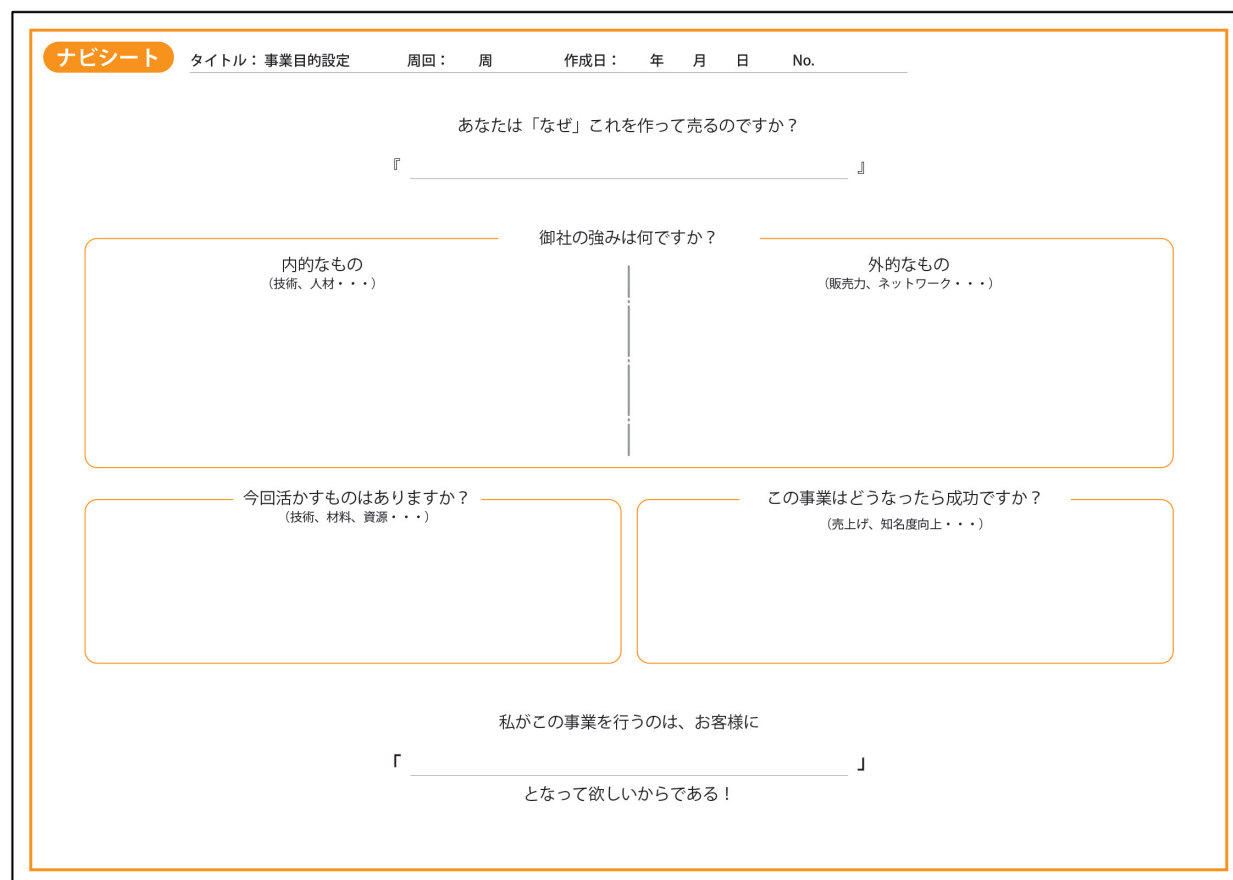 ナビシート タイトル：事業目的設定 周回： 周 作成日： 年 月 日 No.
あなたは「なぜ」これを作って売るのですか？
『 』
御社の強みは何ですか？
内的なもの 外的なもの
（技術、人材・・・） （販売力、ネットワーク・・・）
今回活かすものはありますか？ この事業はどうなったら成功ですか？
（技術、材料、資源・・・） （売上げ、知名度向上・・・）
私がこの事業を行うのは、お客様に
「 」
となって欲しいからである！